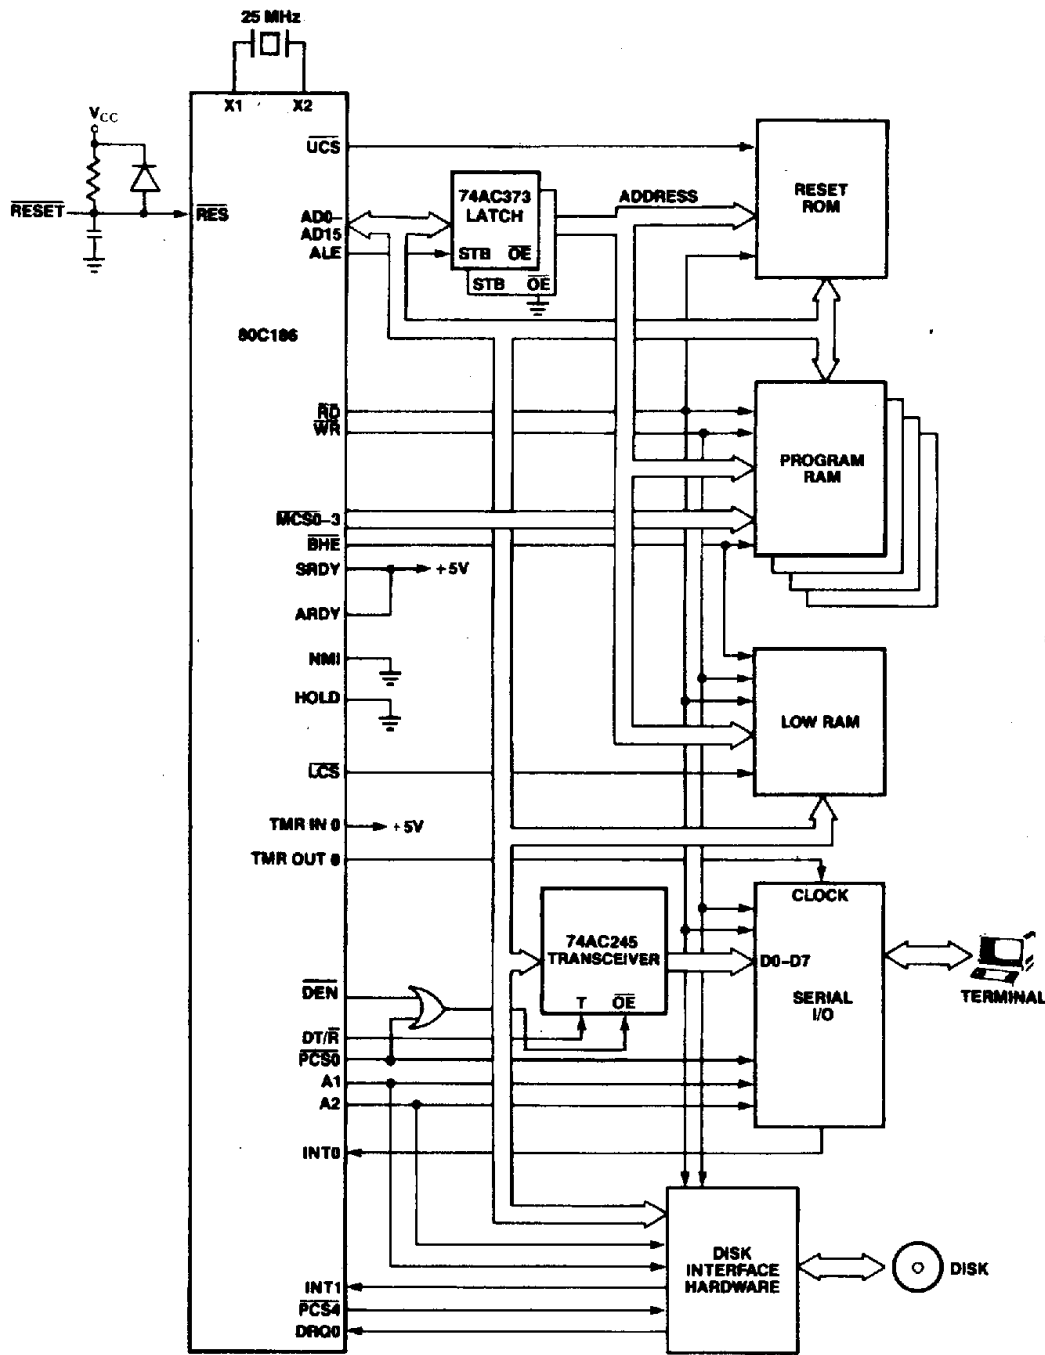 25 MHz
X1 X2
VCC
RESET
RES
80C186
UCS
AD0–
AD15
ALE
74AC373
LATCH
STB OE
STB OE
ADDRESS
RESET
ROM
RD
WR
PROGRAM
RAM
MCS0–3
BHE
SRDY
+5V
ARDY
NMI
HOLD
LOW RAM
LCS
TMR IN 0
+5V
TMR OUT 0
CLOCK
74AC245
TRANSCEIVER
T OE
D0–D7
SERIAL
I/O
TERMINAL
DEN
DT/R
PCS0
A1
A2
INT0
DISK
INTERFACE
HARDWARE
DISK
INT1
PCS4
DRQ0